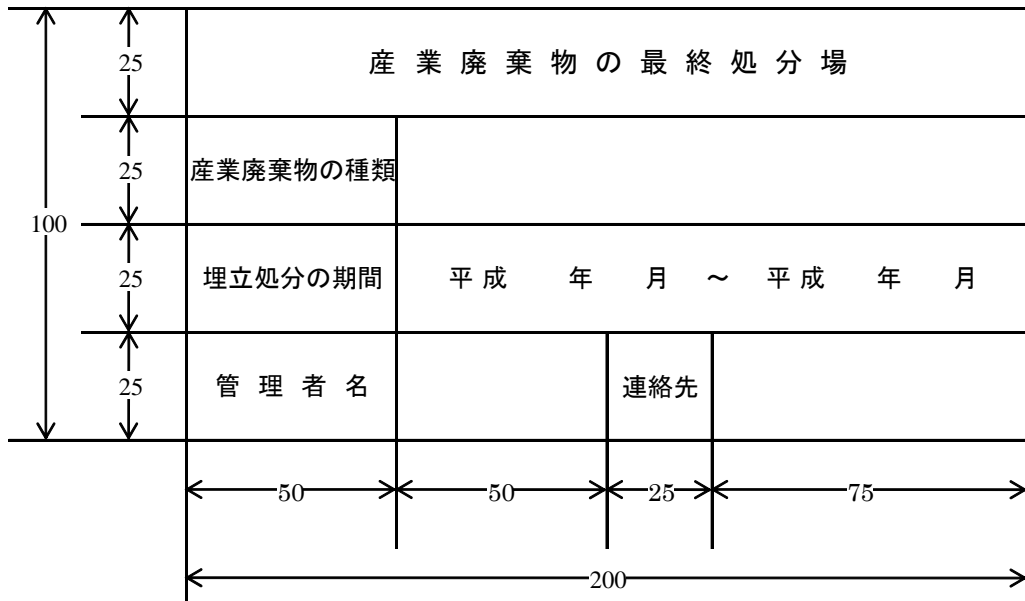 25 産業廃棄物の最終処分場
25 産業廃棄物の種類
100
25 埋立処分の期間 平成 年 月 ～ 平成 年 月
25 管理者名 連絡先
50 50 25 75
200